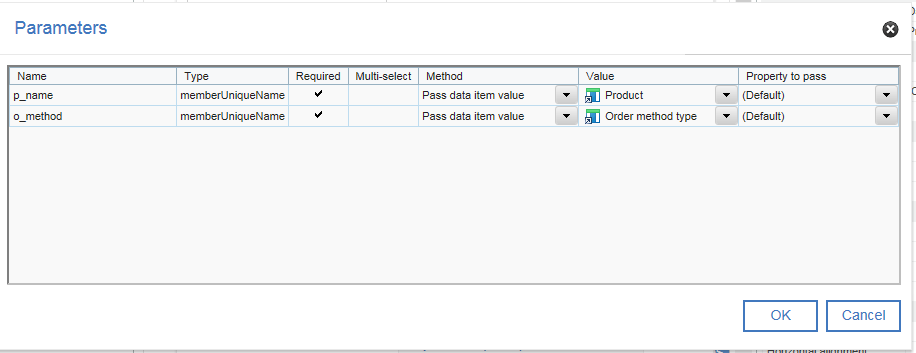 Parameters
Name Type Required Multi-select Method Value Property to pass
p_name memberUniqueName Pass data item value Product (Default)
o_method memberUniqueName Pass data item value Order method type (Default)
OK Cancel